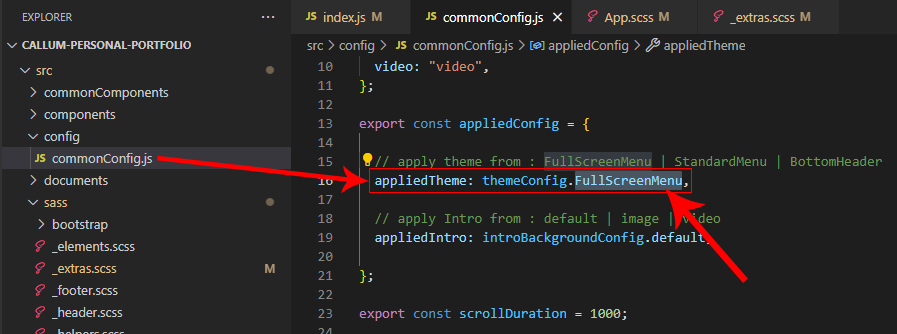 EXPLORER
CALLUM-PERSONAL-PORTFOLIO
src
commonComponents
components
config
JS commonConfig.js
documents
sass
bootstrap
_elements.scss
_extras.scss M
_footer.scss
_header.scss
_helpers.scss
JS index.js M
JS commonConfig.js
App.scss
_extras.scss M
src > config > JS commonConfig.js > appliedConfig > appliedTheme
10 video: "video",
11 };
12
13 export const appliedConfig = {
14
15 // apply theme from : FullScreenMenu | StandardMenu | BottomHeader
16 appliedTheme: themeConfig.FullScreenMenu,
17
18 // apply Intro from : default | image | video
19 appliedIntro: introBackgroundConfig.default,
20
21 };
22
23 export const scrollDuration = 1000;
24